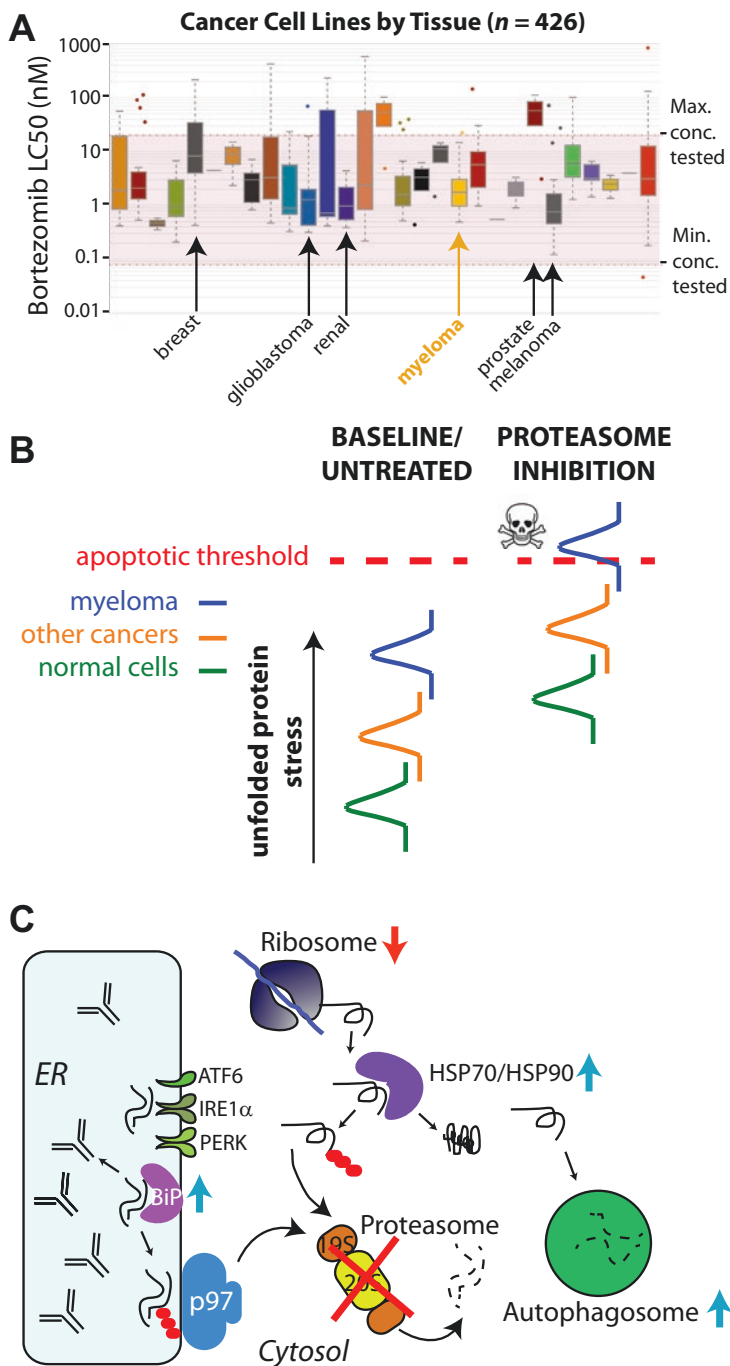 A
Cancer Cell Lines by Tissue (n = 426)
Bortezomib LC50 (nM)
1000
100
10
1
0.1
0.01
Max.
conc.
tested
Min.
conc.
tested
breast
glioblastoma
renal
myeloma
prostate
melanoma
B
BASELINE/
UNTREATED
PROTEASOME
INHIBITION
apoptotic threshold
myeloma
other cancers
normal cells
unfolded protein
stress
C
Ribosome
ER
ATF6
IRE1α
PERK
HSP70/HSP90
BiP
Proteasome
19S
20S
p97
Autophagosome
Cytosol